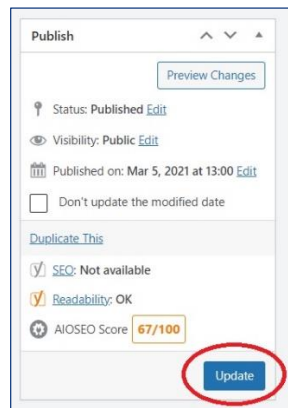 Publish
Preview Changes
Status: Published Edit
Visibility: Public Edit
Published on: Mar 5, 2021 at 13:00 Edit
Don't update the modified date
Duplicate This
SEO: Not available
Readability: OK
AIOSEO Score 67/100
Update